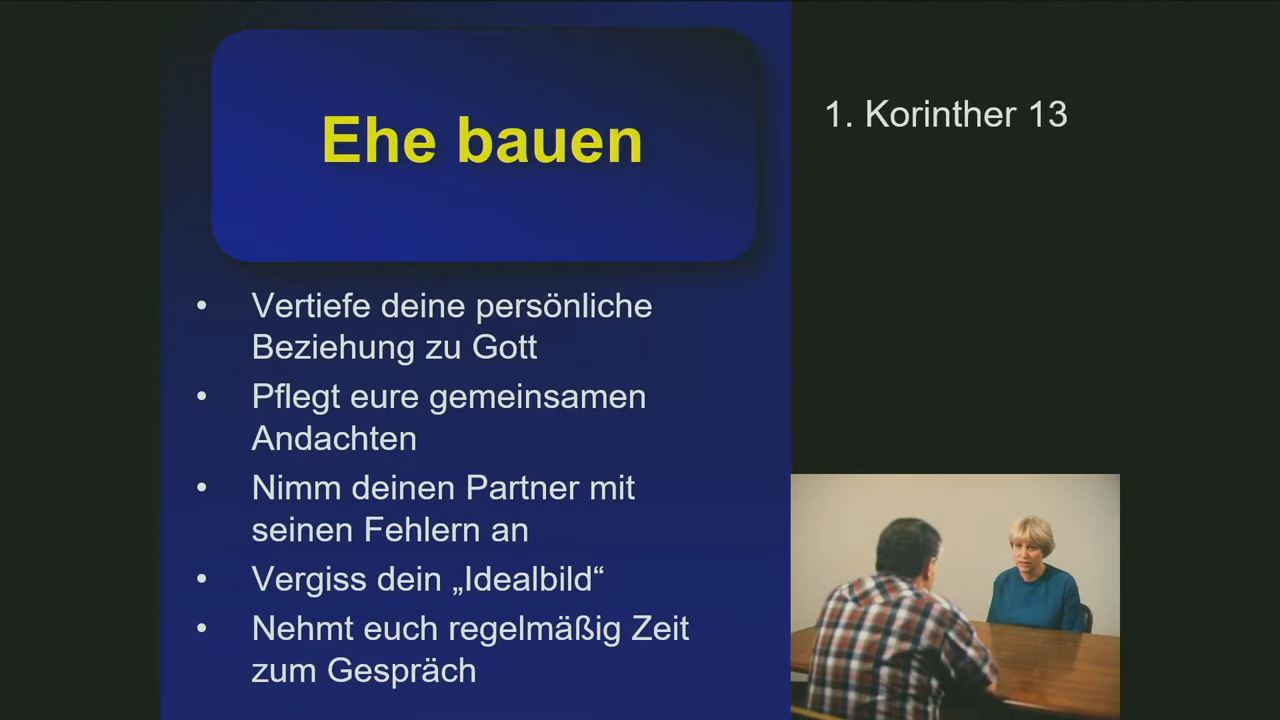 Ehe bauen
1. Korinther 13
• Vertiefe deine persönliche
Beziehung zu Gott
• Pflegt eure gemeinsamen
Andachten
• Nimm deinen Partner mit
seinen Fehlern an
• Vergiss dein „Idealbild“
• Nehmt euch regelmäßig Zeit
zum Gespräch